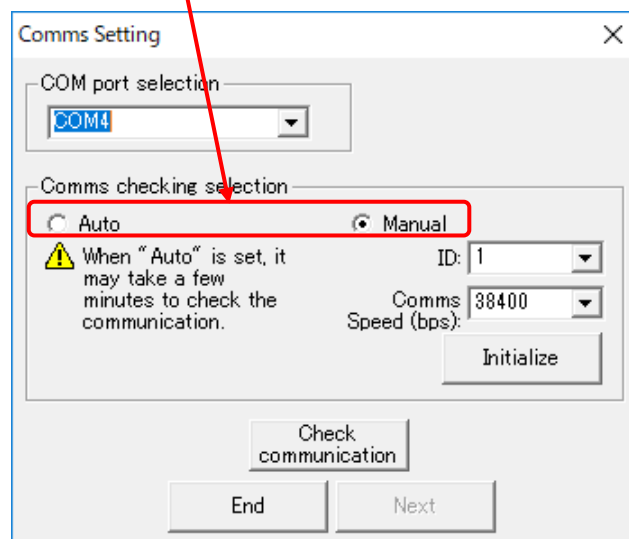 Comms Setting
COM port selection
COM4
Comms checking selection
Auto
Manual
When "Auto" is set, it
may take a few
minutes to check the
communication.
ID: 1
Comms
Speed (bps): 38400
Initialize
Check
communication
End
Next